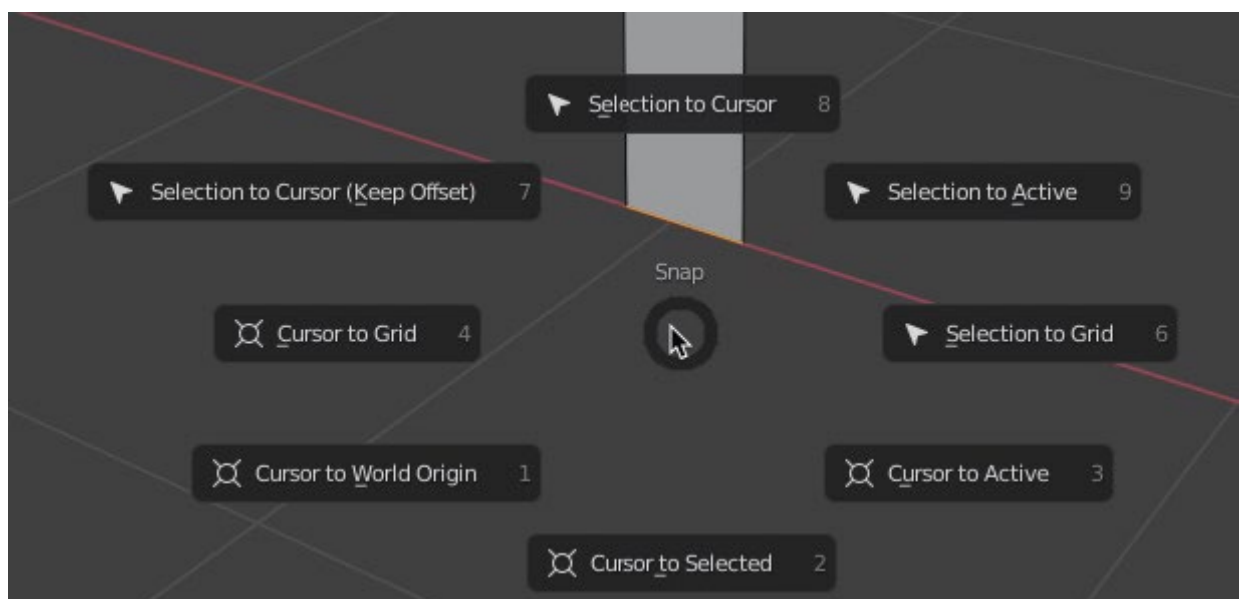 Selection to Cursor 8
Selection to Cursor (Keep Offset) 7
Selection to Active 9
Snap
Cursor to Grid 4
Selection to Grid 6
Cursor to World Origin 1
Cursor to Active 3
Cursor to Selected 2